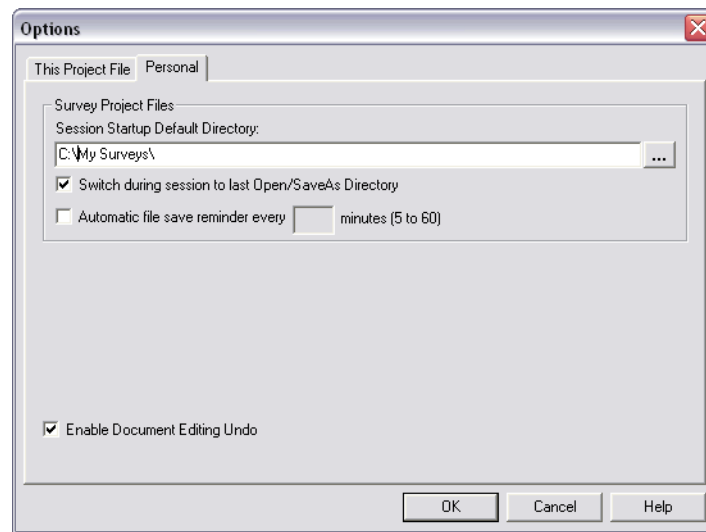 Options
This Project File Personal
Survey Project Files
Session Startup Default Directory:
C:\My Surveys\ ...
Switch during session to last Open/SaveAs Directory
Automatic file save reminder every minutes (5 to 60)
Enable Document Editing Undo
OK Cancel Help